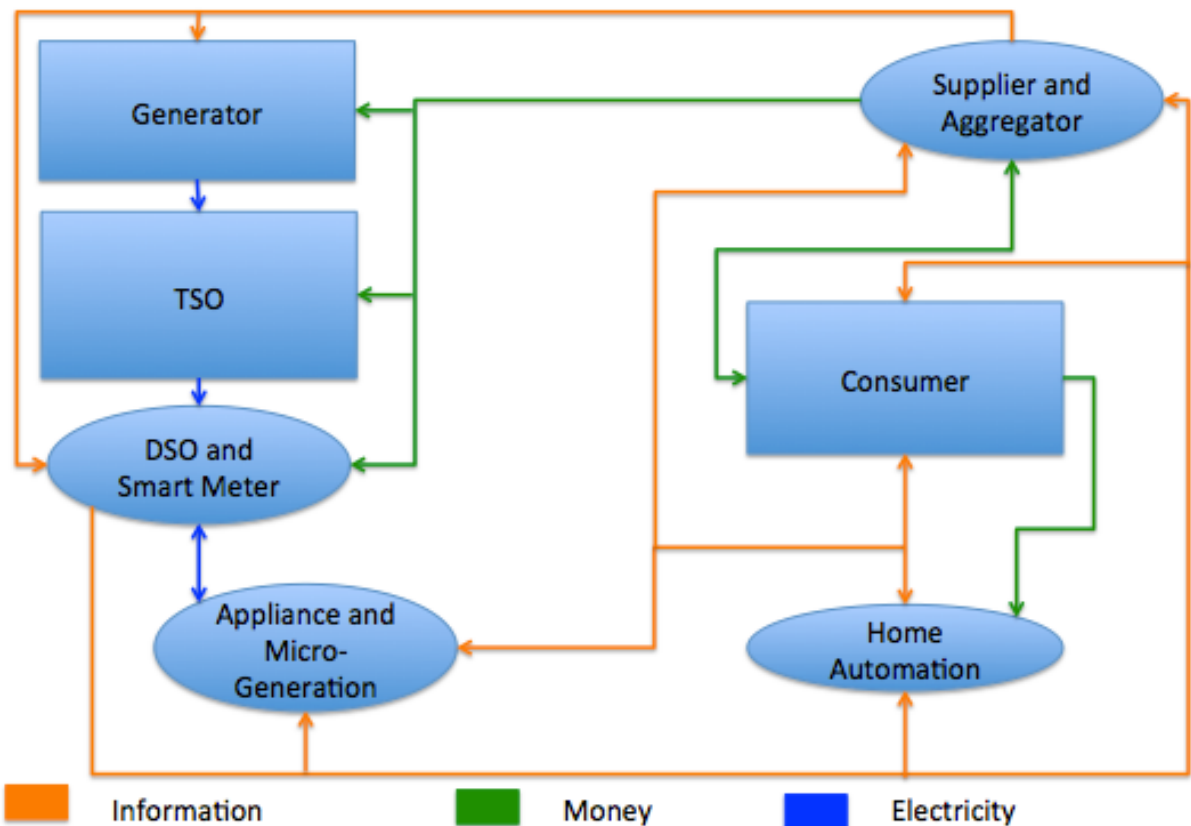 Generator
Supplier and
Aggregator
TSO
Consumer
DSO and
Smart Meter
Appliance and
Micro-
Generation
Home
Automation
Information
Money
Electricity